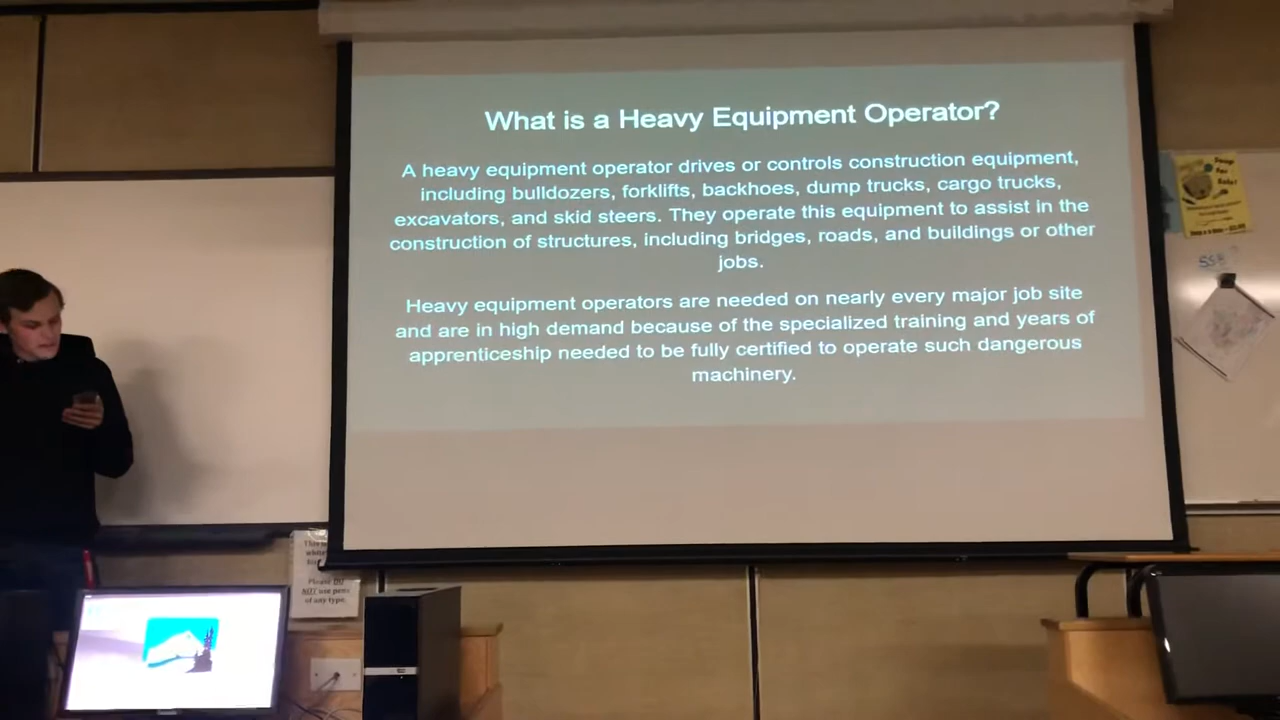 What is a Heavy Equipment Operator?
A heavy equipment operator drives or controls construction equipment,
including bulldozers, forklifts, backhoes, dump trucks, cargo trucks,
excavators, and skid steers. They operate this equipment to assist in the
construction of structures, including bridges, roads, and buildings or other
jobs.
Heavy equipment operators are needed on nearly every major job site
and are in high demand because of the specialized training and years of
apprenticeship needed to be fully certified to operate such dangerous
machinery.
for
SSB
This
Please DO
NOT use pens
of any type.